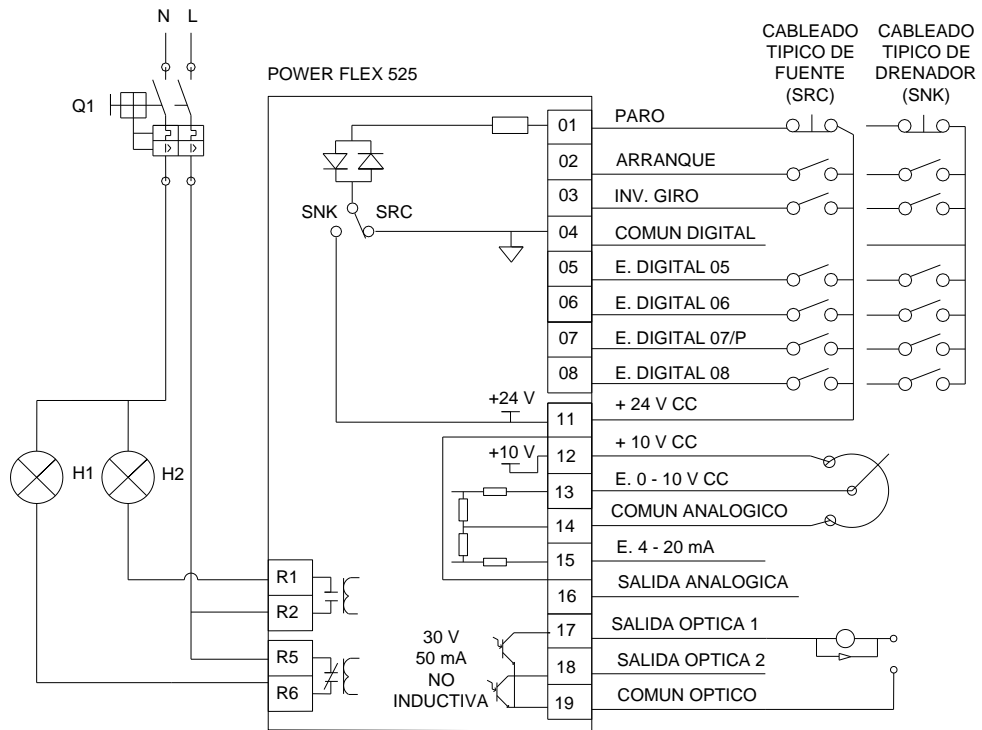 N L
CABLEADO
TIPICO DE
FUENTE
(SRC)
CABLEADO
TIPICO DE
DRENADOR
(SNK)
POWER FLEX 525
Q1
01 PARO
02 ARRANQUE
03 INV. GIRO
SNK SRC
04 COMUN DIGITAL
05 E. DIGITAL 05
06 E. DIGITAL 06
07 E. DIGITAL 07/P
08 E. DIGITAL 08
+24 V
11 + 24 V CC
+10 V
12 + 10 V CC
H1 H2
13 E. 0 - 10 V CC
14 COMUN ANALOGICO
15 E. 4 - 20 mA
16 SALIDA ANALOGICA
R1
R2
R5
R6
30 V
50 mA
NO
INDUCTIVA
17 SALIDA OPTICA 1
18 SALIDA OPTICA 2
19 COMUN OPTICO